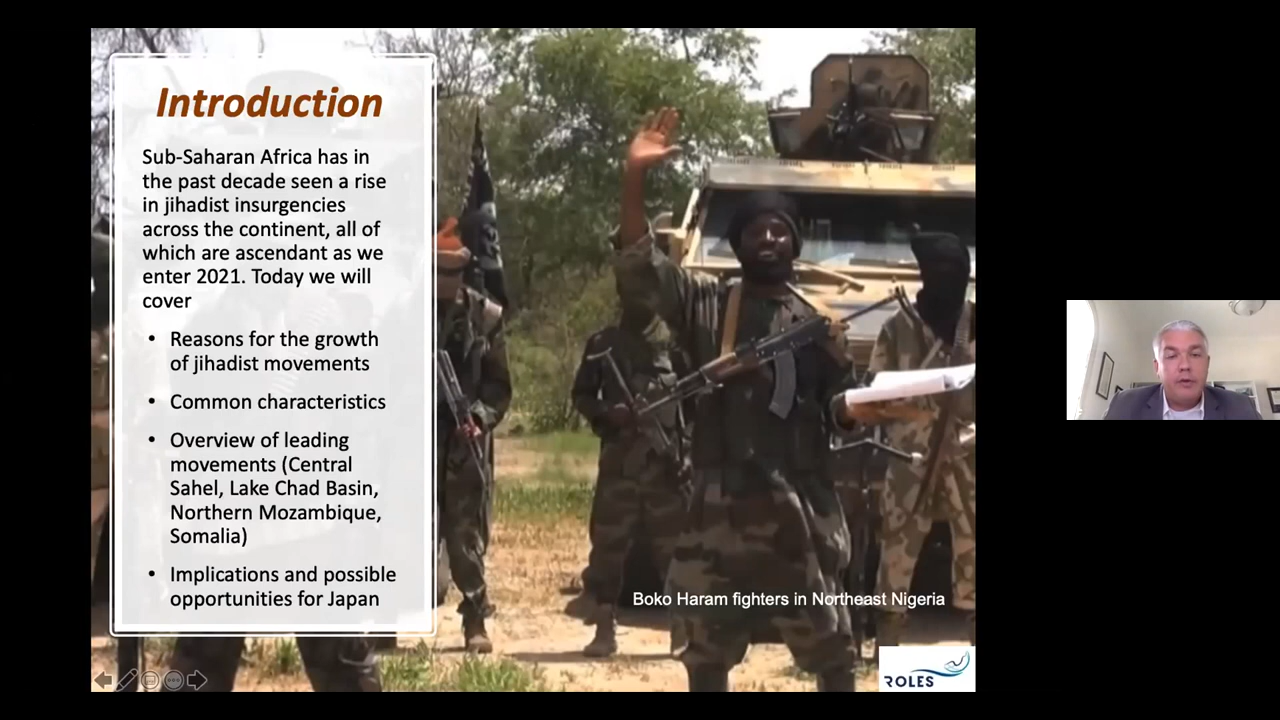 Introduction
Sub-Saharan Africa has in
the past decade seen a rise
in jihadist insurgencies
across the continent, all of
which are ascendant as we
enter 2021. Today we will
cover
• Reasons for the growth
of jihadist movements
• Common characteristics
• Overview of leading
movements (Central
Sahel, Lake Chad Basin,
Northern Mozambique,
Somalia)
• Implications and possible
opportunities for Japan
Boko Haram fighters in Northeast Nigeria
ROLES